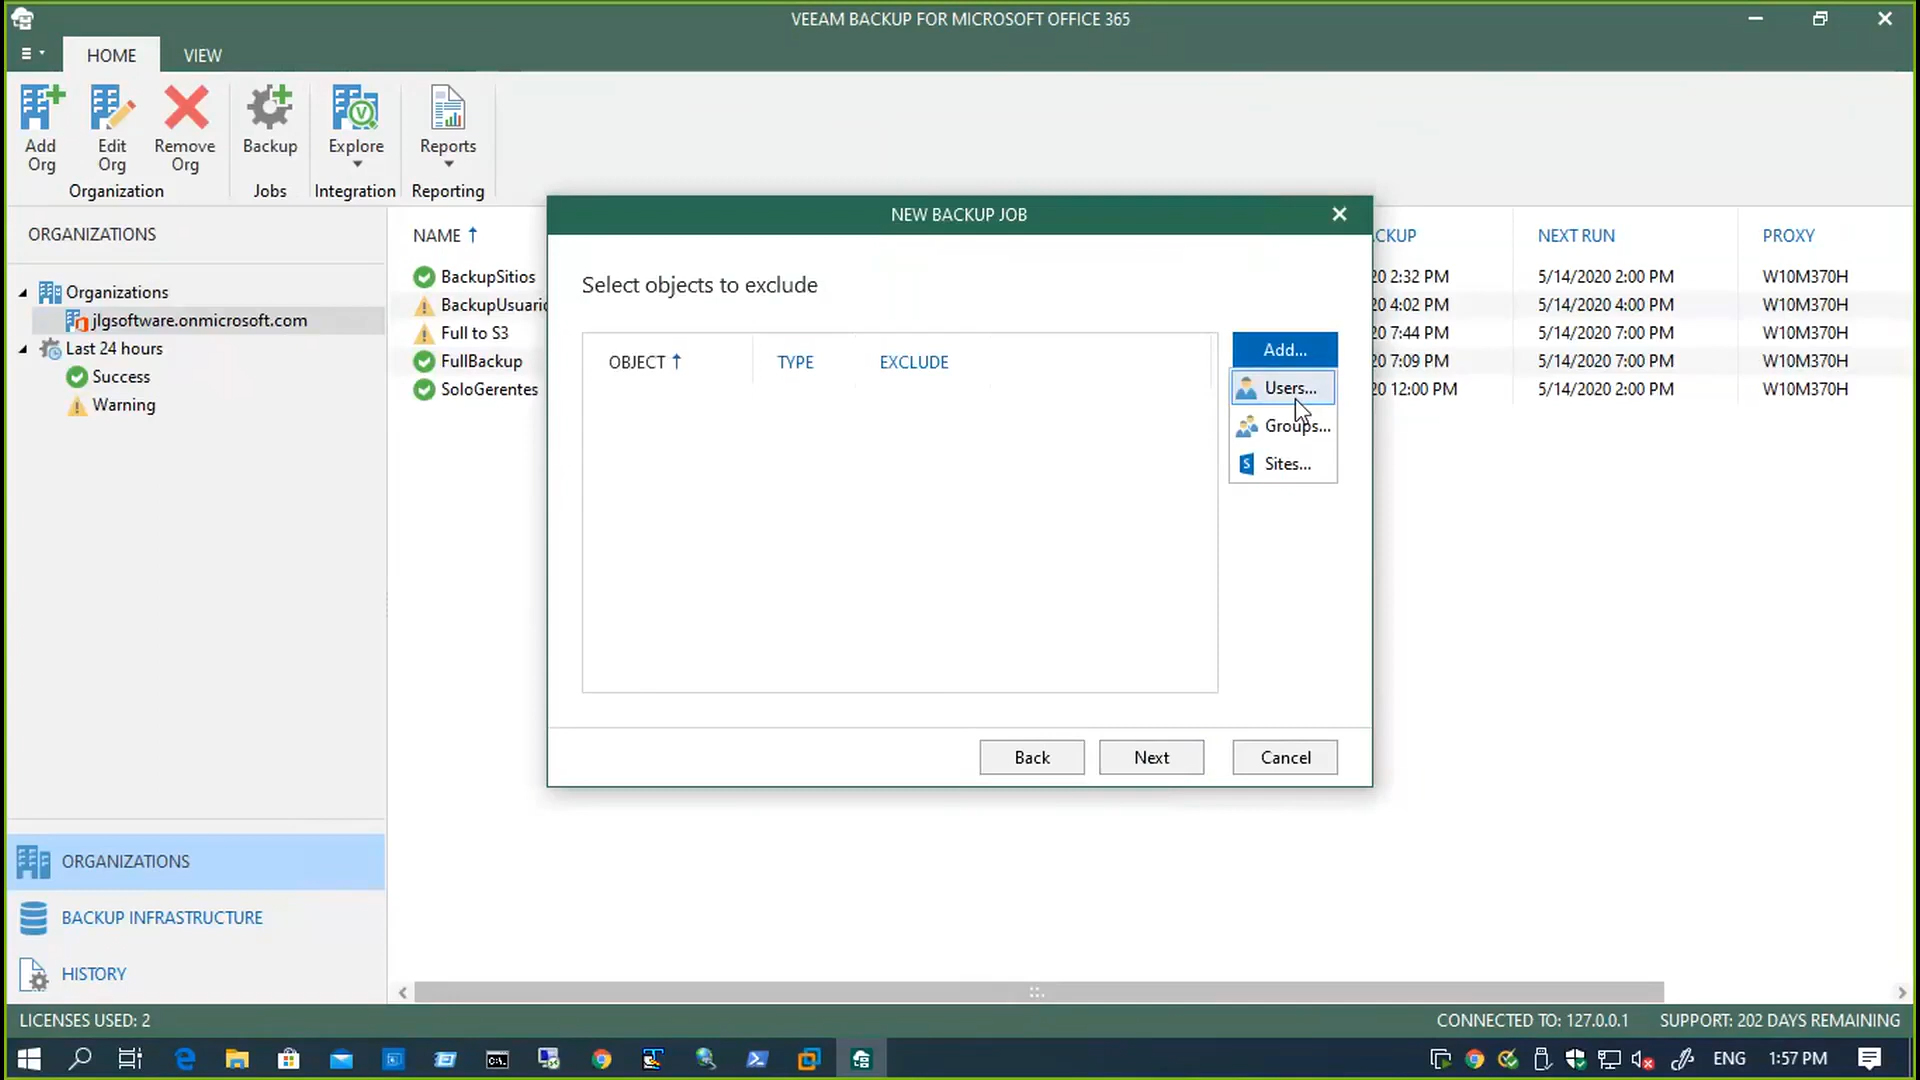 VEEAM BACKUP FOR MICROSOFT OFFICE 365
HOME VIEW
Add Org
Edit Org
Remove Org
Backup
Explore
Reports
Organization Jobs Integration Reporting
ORGANIZATIONS
Organizations
jlgsoftware.onmicrosoft.com
Last 24 hours
Success
Warning
NAME
BackupSitios
BackupUsuario
Full to S3
FullBackup
SoloGerentes
NEW BACKUP JOB
Select objects to exclude
OBJECT TYPE EXCLUDE
Add...
Users...
Groups...
Sites...
Back Next Cancel
CKUP NEXT RUN PROXY
20 2:32 PM 5/14/2020 2:00 PM W10M370H
20 4:02 PM 5/14/2020 4:00 PM W10M370H
20 7:44 PM 5/14/2020 7:00 PM W10M370H
20 7:09 PM 5/14/2020 7:00 PM W10M370H
20 12:00 PM 5/14/2020 2:00 PM W10M370H
ORGANIZATIONS
BACKUP INFRASTRUCTURE
HISTORY
LICENSES USED: 2
CONNECTED TO: 127.0.0.1 SUPPORT: 202 DAYS REMAINING
ENG 1:57 PM